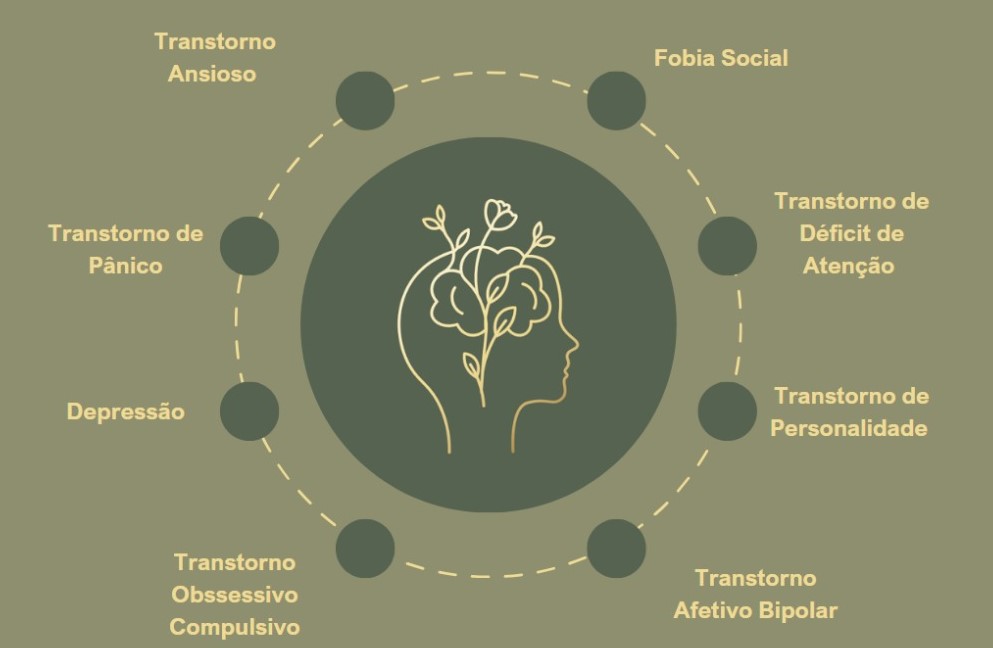 Transtorno
Ansioso
Fobia Social
Transtorno de
Déficit de
Atenção
Transtorno de
Pânico
Transtorno de
Personalidade
Depressão
Transtorno
Obssessivo
Compulsivo
Transtorno
Afetivo Bipolar